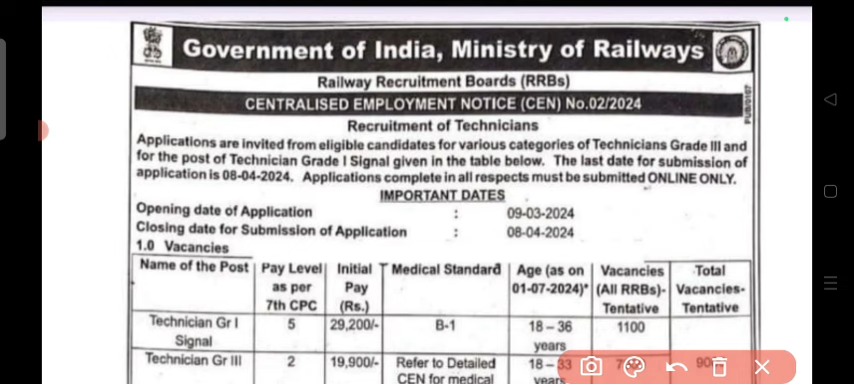 Government of India, Ministry of Railways
Railway Recruitment Boards (RRBs)
CENTRALISED EMPLOYMENT NOTICE (CEN) No.02/2024
Recruitment of Technicians
PUB/0107
Applications are invited from eligible candidates for various categories of Technicians Grade III and
for the post of Technician Grade I Signal given in the table below. The last date for submission of
application is 08-04-2024. Applications complete in all respects must be submitted ONLINE ONLY.
IMPORTANT DATES
Opening date of Application : 09-03-2024
Closing date for Submission of Application : 08-04-2024
1.0 Vacancies
Name of the Post Pay Level Initial Medical Standard Age (as on Vacancies Total
as per Pay 01-07-2024)* (All RRBs)- Vacancies-
7th CPC (Rs.) Tentative Tentative
Technician Gr I 5 29,200/- B-1 18 – 36 1100
Signal years
Technician Gr III 2 19,900/- Refer to Detailed 18 – 33
CEN for medical years